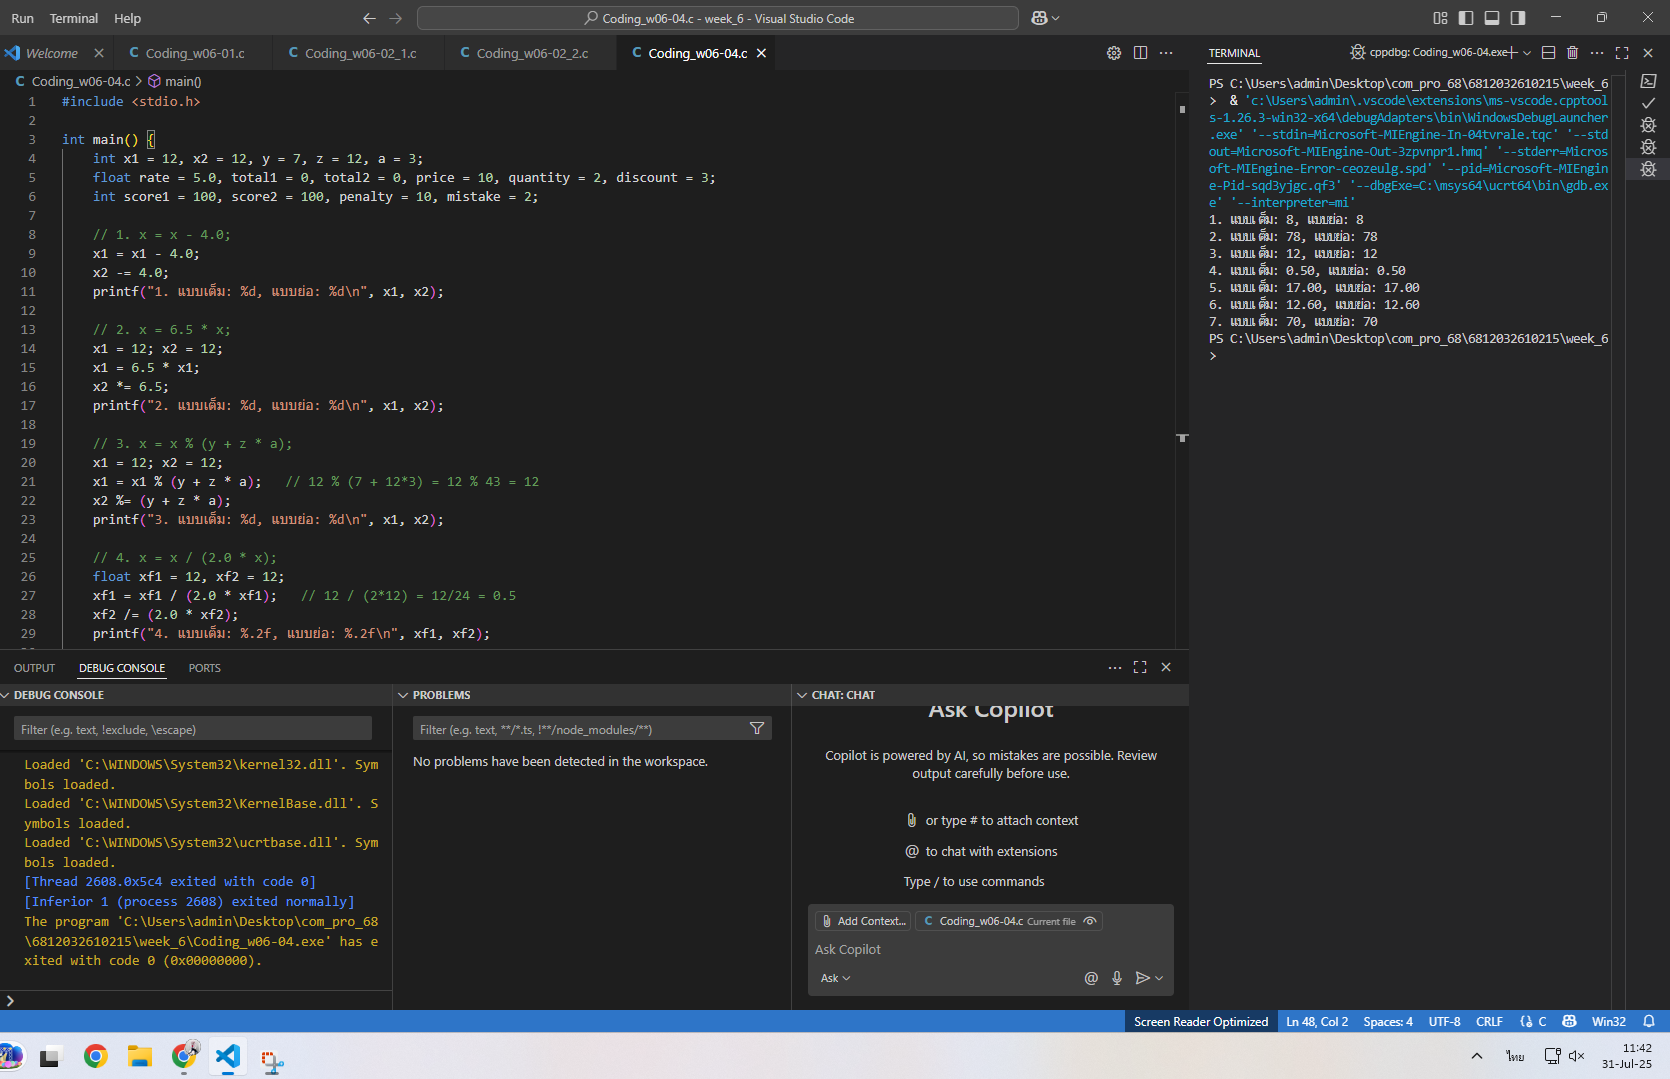 Run Terminal Help
Coding_w06-04.c - week_6 - Visual Studio Code
Welcome
Coding_w06-01.c
Coding_w06-02_1.c
Coding_w06-02_2.c
Coding_w06-04.c
Coding_w06-04.c > main()
1 #include <stdio.h>
2
3 int main() {
4 int x1 = 12, x2 = 12, y = 7, z = 12, a = 3;
5 float rate = 5.0, total1 = 0, total2 = 0, price = 10, quantity = 2, discount = 3;
6 int score1 = 100, score2 = 100, penalty = 10, mistake = 2;
7
8 // 1. x = x - 4.0;
9 x1 = x1 - 4.0;
10 x2 -= 4.0;
11 printf("1. แบบเต็ม: %d, แบบย่อ: %d\n", x1, x2);
12
13 // 2. x = 6.5 * x;
14 x1 = 12; x2 = 12;
15 x1 = 6.5 * x1;
16 x2 *= 6.5;
17 printf("2. แบบเต็ม: %d, แบบย่อ: %d\n", x1, x2);
18
19 // 3. x = x % (y + z * a);
20 x1 = 12; x2 = 12;
21 x1 = x1 % (y + z * a); // 12 % (7 + 12*3) = 12 % 43 = 12
22 x2 %= (y + z * a);
23 printf("3. แบบเต็ม: %d, แบบย่อ: %d\n", x1, x2);
24
25 // 4. x = x / (2.0 * x);
26 float xf1 = 12, xf2 = 12;
27 xf1 = xf1 / (2.0 * xf1); // 12 / (2*12) = 12/24 = 0.5
28 xf2 /= (2.0 * xf2);
29 printf("4. แบบเต็ม: %.2f, แบบย่อ: %.2f\n", xf1, xf2);
TERMINAL
cppdbg: Coding_w06-04.exe
PS C:\Users\admin\Desktop\com_pro_68\6812032610215\week_6
> & 'c:\Users\admin\.vscode\extensions\ms-vscode.cpptool
s-1.26.3-win32-x64\debugAdapters\bin\WindowsDebugLauncher
.exe' '--stdin=Microsoft-MIEngine-In-04tvrale.tqc' '--std
out=Microsoft-MIEngine-Out-3zpvnpr1.hmq' '--stderr=Micros
oft-MIEngine-Error-ceozeulg.spd' '--pid=Microsoft-MIEngin
e-Pid-sqd3yjgc.qf3' '--dbgExe=C:\msys64\ucrt64\bin\gdb.ex
e' '--interpreter=mi'
1. แบบเต็ม: 8, แบบย่อ: 8
2. แบบเต็ม: 78, แบบย่อ: 78
3. แบบเต็ม: 12, แบบย่อ: 12
4. แบบเต็ม: 0.50, แบบย่อ: 0.50
5. แบบเต็ม: 17.00, แบบย่อ: 17.00
6. แบบเต็ม: 12.60, แบบย่อ: 12.60
7. แบบเต็ม: 70, แบบย่อ: 70
PS C:\Users\admin\Desktop\com_pro_68\6812032610215\week_6
>
OUTPUT DEBUG CONSOLE PORTS
DEBUG CONSOLE
Filter (e.g. text, !exclude, \escape)
Loaded 'C:\WINDOWS\System32\kernel32.dll'. Sym
bols loaded.
Loaded 'C:\WINDOWS\System32\KernelBase.dll'. S
ymbols loaded.
Loaded 'C:\WINDOWS\System32\ucrtbase.dll'. Sym
bols loaded.
[Thread 2608.0x5c4 exited with code 0]
[Inferior 1 (process 2608) exited normally]
The program 'C:\Users\admin\Desktop\com_pro_68
\6812032610215\week_6\Coding_w06-04.exe' has e
xited with code 0 (0x00000000).
PROBLEMS
Filter (e.g. text, **/*.ts, !**/node_modules/**)
No problems have been detected in the workspace.
CHAT: CHAT
Ask Copilot
Copilot is powered by AI, so mistakes are possible. Review
output carefully before use.
or type # to attach context
@ to chat with extensions
Type / to use commands
Add Context...
Coding_w06-04.c Current file
Ask Copilot
Ask
Screen Reader Optimized Ln 48, Col 2 Spaces: 4 UTF-8 CRLF {} C Win32
ไทย
11:42
31-Jul-25